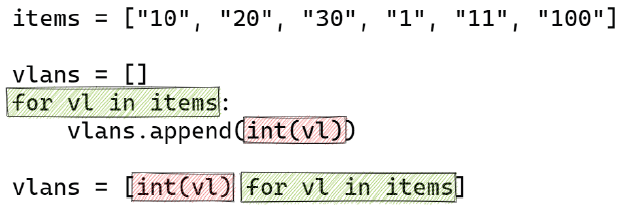 items = ["10", "20", "30", "1", "11", "100"]
vlans = []
for vl in items:
    vlans.append(int(vl))
vlans = [int(vl) for vl in items]